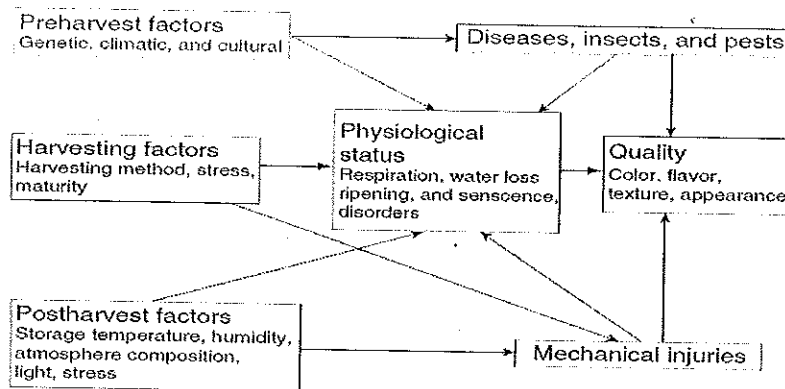 Preharvest factors
Genetic, climatic, and cultural
Diseases, insects, and pests
Harvesting factors
Harvesting method, stress,
maturity
Physiological
status
Respiration, water loss
ripening, and senscence,
disorders
Quality
Color, flavor,
texture, appearance
Postharvest factors
Storage temperature, humidity,
atmosphere composition,
light, stress
Mechanical injuries